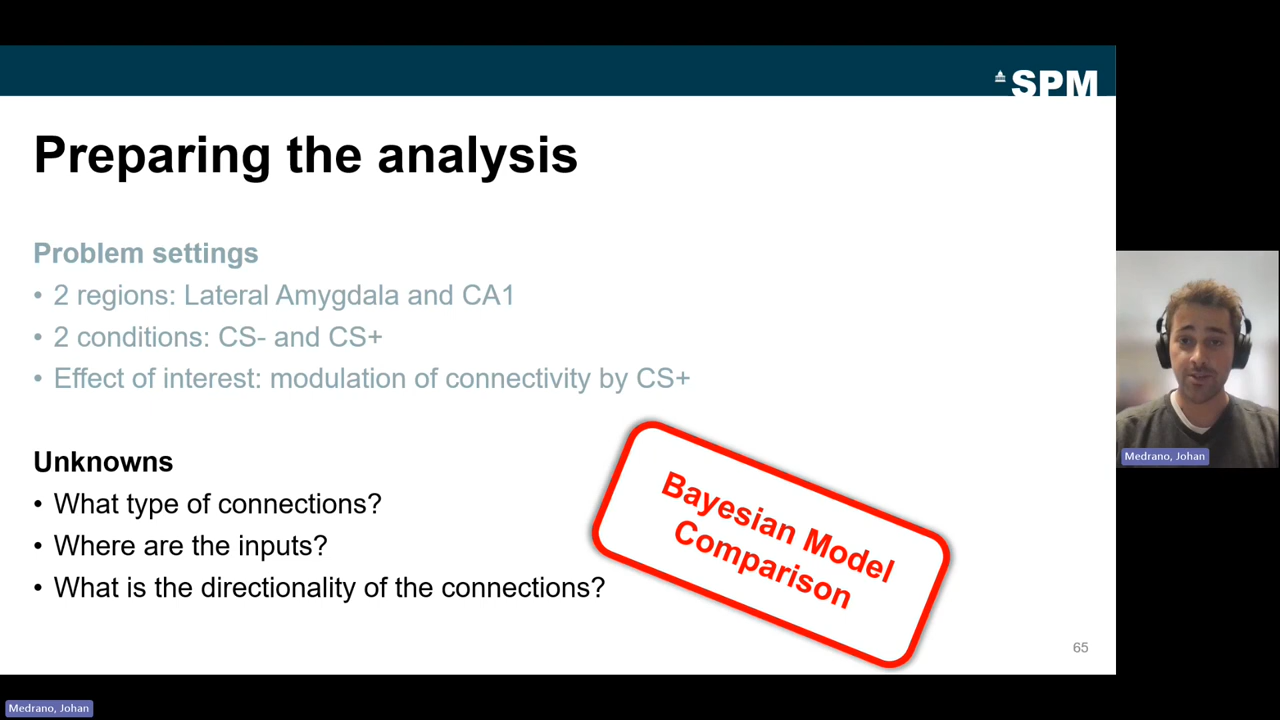 SPM
Preparing the analysis
Problem settings
• 2 regions: Lateral Amygdala and CA1
• 2 conditions: CS- and CS+
• Effect of interest: modulation of connectivity by CS+
Unknowns
• What type of connections?
• Where are the inputs?
• What is the directionality of the connections?
Bayesian Model
Comparison
65
Medrano, Johan
Medrano, Johan